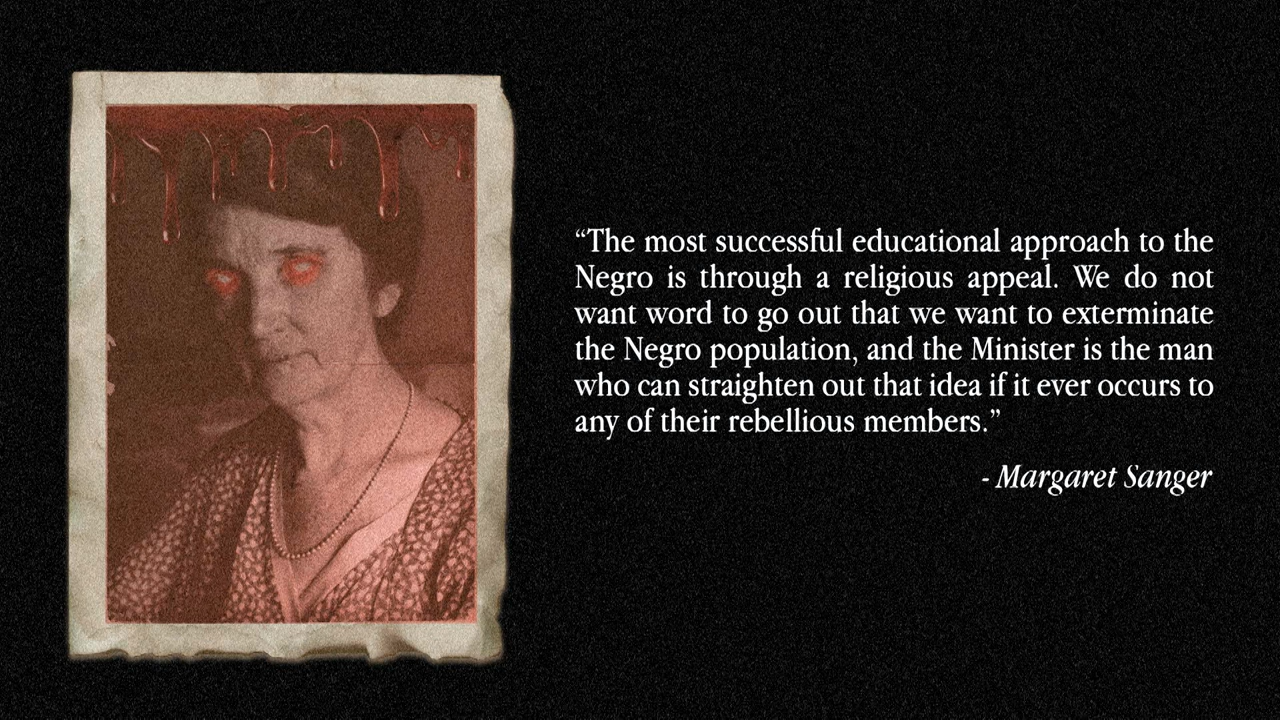 “The most successful educational approach to the
Negro is through a religious appeal. We do not
want word to go out that we want to exterminate
the Negro population, and the Minister is the man
who can straighten out that idea if it ever occurs to
any of their rebellious members.”
- Margaret Sanger